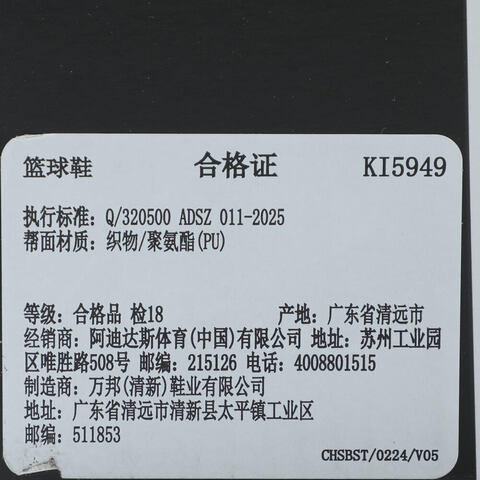 篮球鞋 合格证 KI5949
执行标准: Q/320500 ADSZ 011-2025
帮面材质: 织物/聚氨酯(PU)
等级: 合格品 检18 产地: 广东省清远市
经销商: 阿迪达斯体育(中国)有限公司 地址: 苏州工业园
区唯胜路508号 邮编: 215126 电话: 4008801515
制造商: 万邦(清新)鞋业有限公司
地址: 广东省清远市清新县太平镇工业区
邮编: 511853
CHSBST/0224/V05